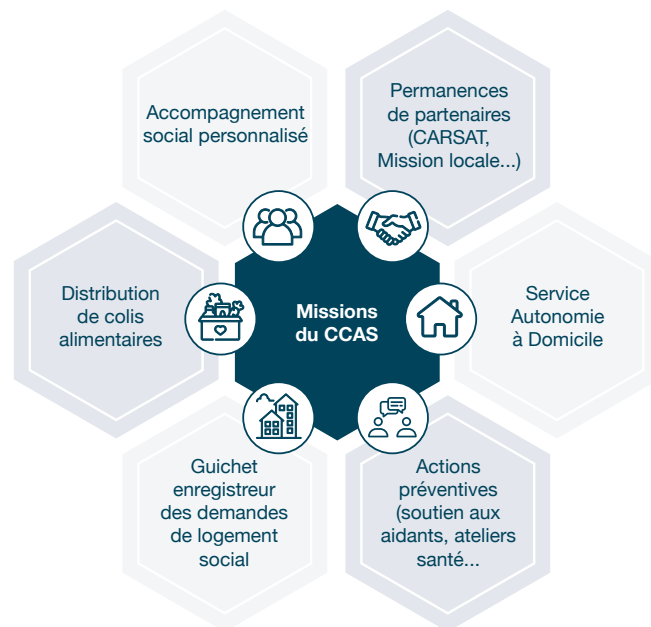 Accompagnement
social personnalisé
Permanences
de partenaires
(CARSAT,
Mission locale...)
Distribution
de colis
alimentaires
Missions
du CCAS
Service
Autonomie
à Domicile
Guichet
enregistreur
des demandes
de logement
social
Actions
préventives
(soutien aux
aidants, ateliers
santé...